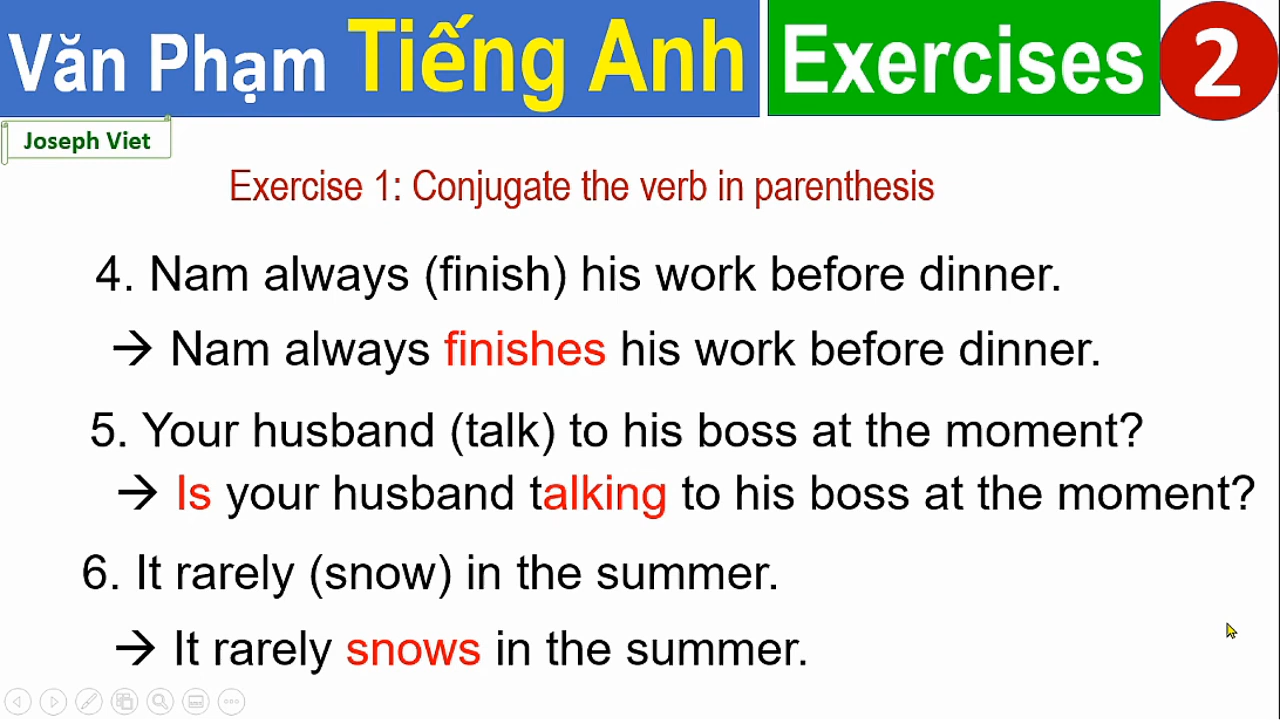 Văn Phạm Tiếng Anh Exercises 2
Joseph Viet
Exercise 1: Conjugate the verb in parenthesis
4. Nam always (finish) his work before dinner.
→ Nam always finishes his work before dinner.
5. Your husband (talk) to his boss at the moment?
→ Is your husband talking to his boss at the moment?
6. It rarely (snow) in the summer.
→ It rarely snows in the summer.